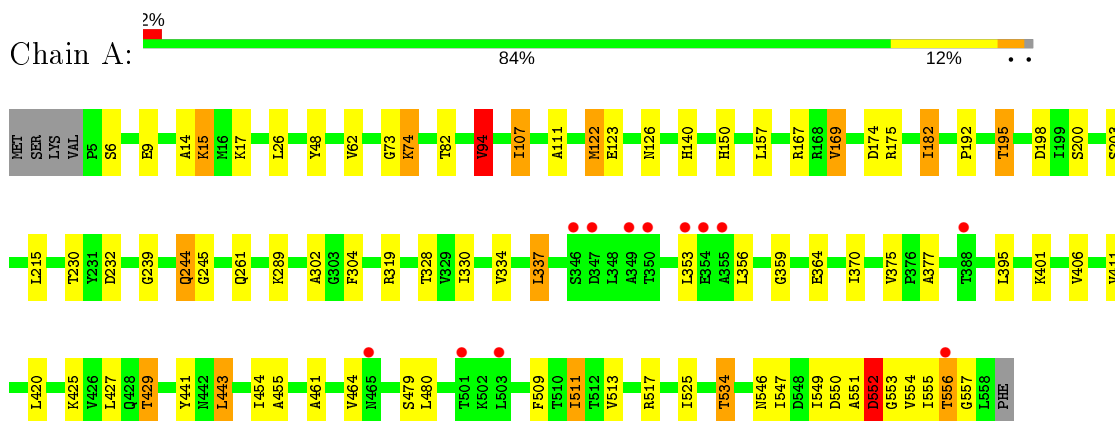 2%
Chain A:
84%
12%
• •
MET SER LYS VAL P5 S6 E9 A14 K15 M16 K17 L26 Y48 V62 G73 K74 T82 V94 I107 A111 M122 E123 N126 H140 H150 L157 R167 R168 V169 D174 R175 I182 P192 T195 D198 I199 S200
L215 T230 Y231 D232 G239 Q244 G245 Q261 K289 A302 G303 F304 R319 T328 V329 I330 V334 L337 S346 D347 L348 A349 T350 L353 E354 A355 L356 G359 E364 I370 V375 P376 A377 T388 L395 K401 V406
L420 K425 V426 L427 Q428 T429 Y441 N442 L443 I454 A455 A461 V464 N465 S479 L480 T501 K502 L503 F509 T510 I511 T512 V513 R517 I525 T534 N546 I547 D548 I549 D550 A551 D552 G553 V554 I555 T556 G557 L558 PHE